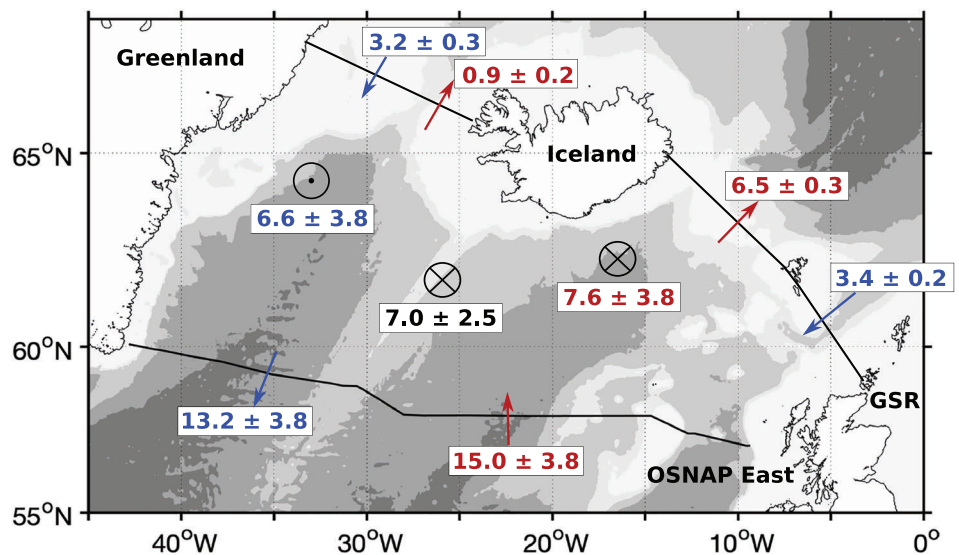 Greenland
3.2 ± 0.3
0.9 ± 0.2
Iceland
65°N
6.5 ± 0.3
6.6 ± 3.8
3.4 ± 0.2
7.6 ± 3.8
7.0 ± 2.5
60°N
GSR
13.2 ± 3.8
15.0 ± 3.8
OSNAP East
55°N
40°W 30°W 20°W 10°W 0°